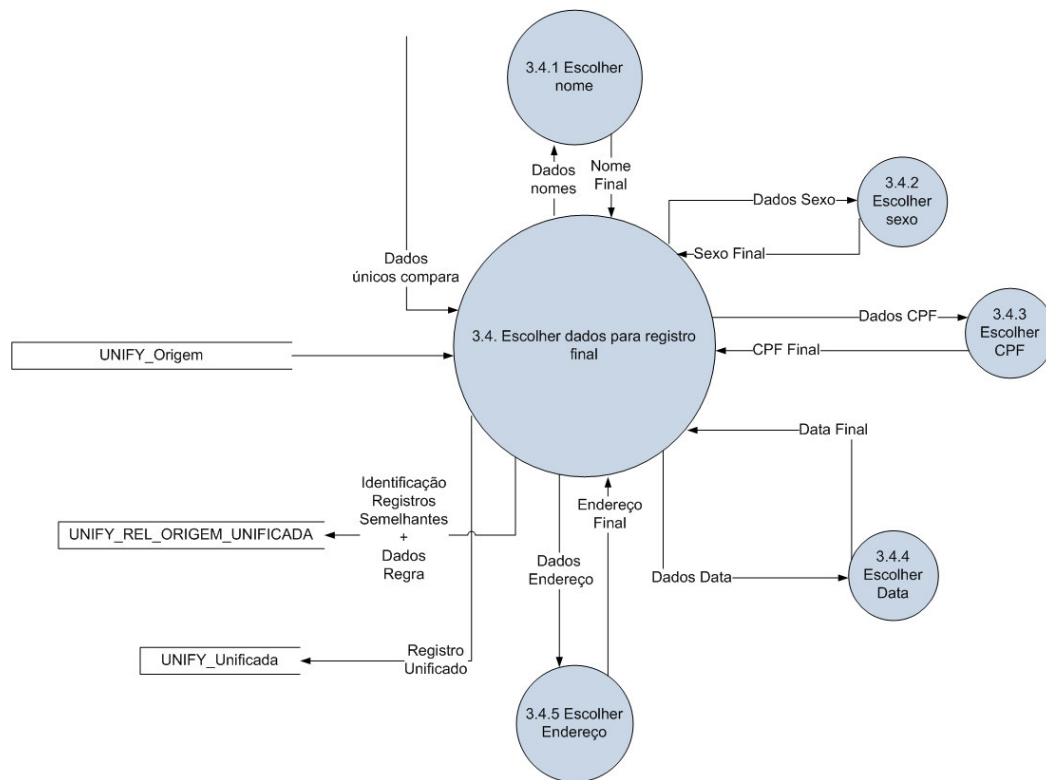 3.4.1 Escolher
nome
Dados
nomes
Nome
Final
3.4.2
Escolher
sexo
Dados Sexo
Sexo Final
Dados
únicos compara
3.4. Escolher dados para registro
final
Dados CPF
CPF Final
3.4.3
Escolher
CPF
UNIFY_Origem
Data Final
Identificação
Registros
Semelhantes
+
Dados
Regra
UNIFY_REL_ORIGEM_UNIFICADA
Endereço
Final
Dados
Endereço
Dados Data
3.4.4
Escolher
Data
UNIFY_Unificada
Registro
Unificado
3.4.5 Escolher
Endereço